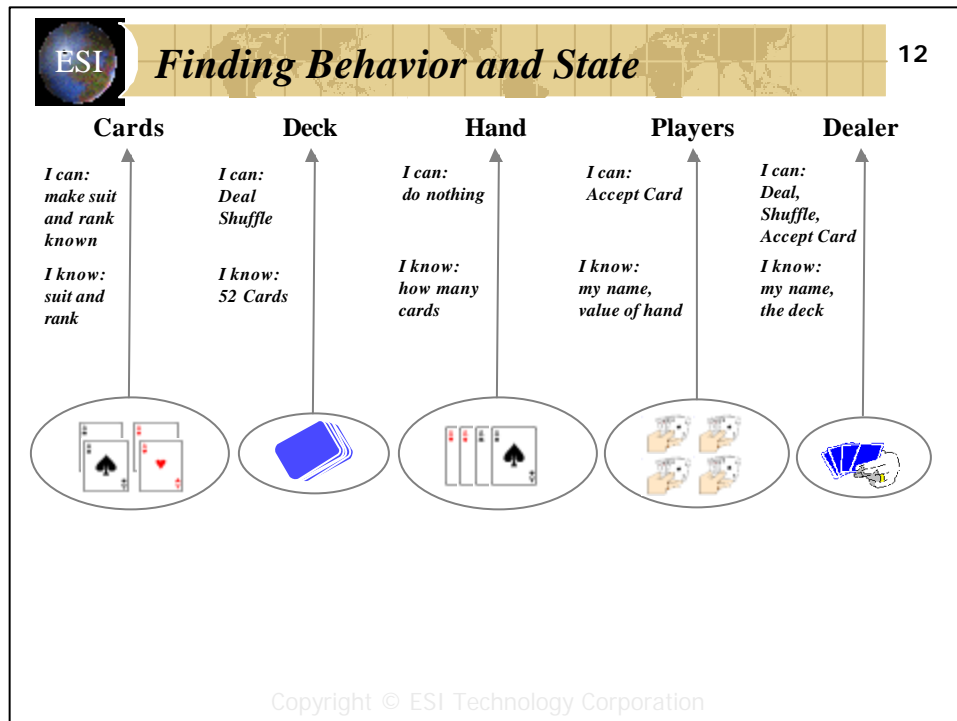 ESI
Finding Behavior and State
12
Cards
I can:
make suit
and rank
known
I know:
suit and
rank
Deck
I can:
Deal
Shuffle
I know:
52 Cards
Hand
I can:
do nothing
I know:
how many
cards
Players
I can:
Accept Card
I know:
my name,
value of hand
Dealer
I can:
Deal,
Shuffle,
Accept Card
I know:
my name,
the deck
Copyright © ESI Technology Corporation